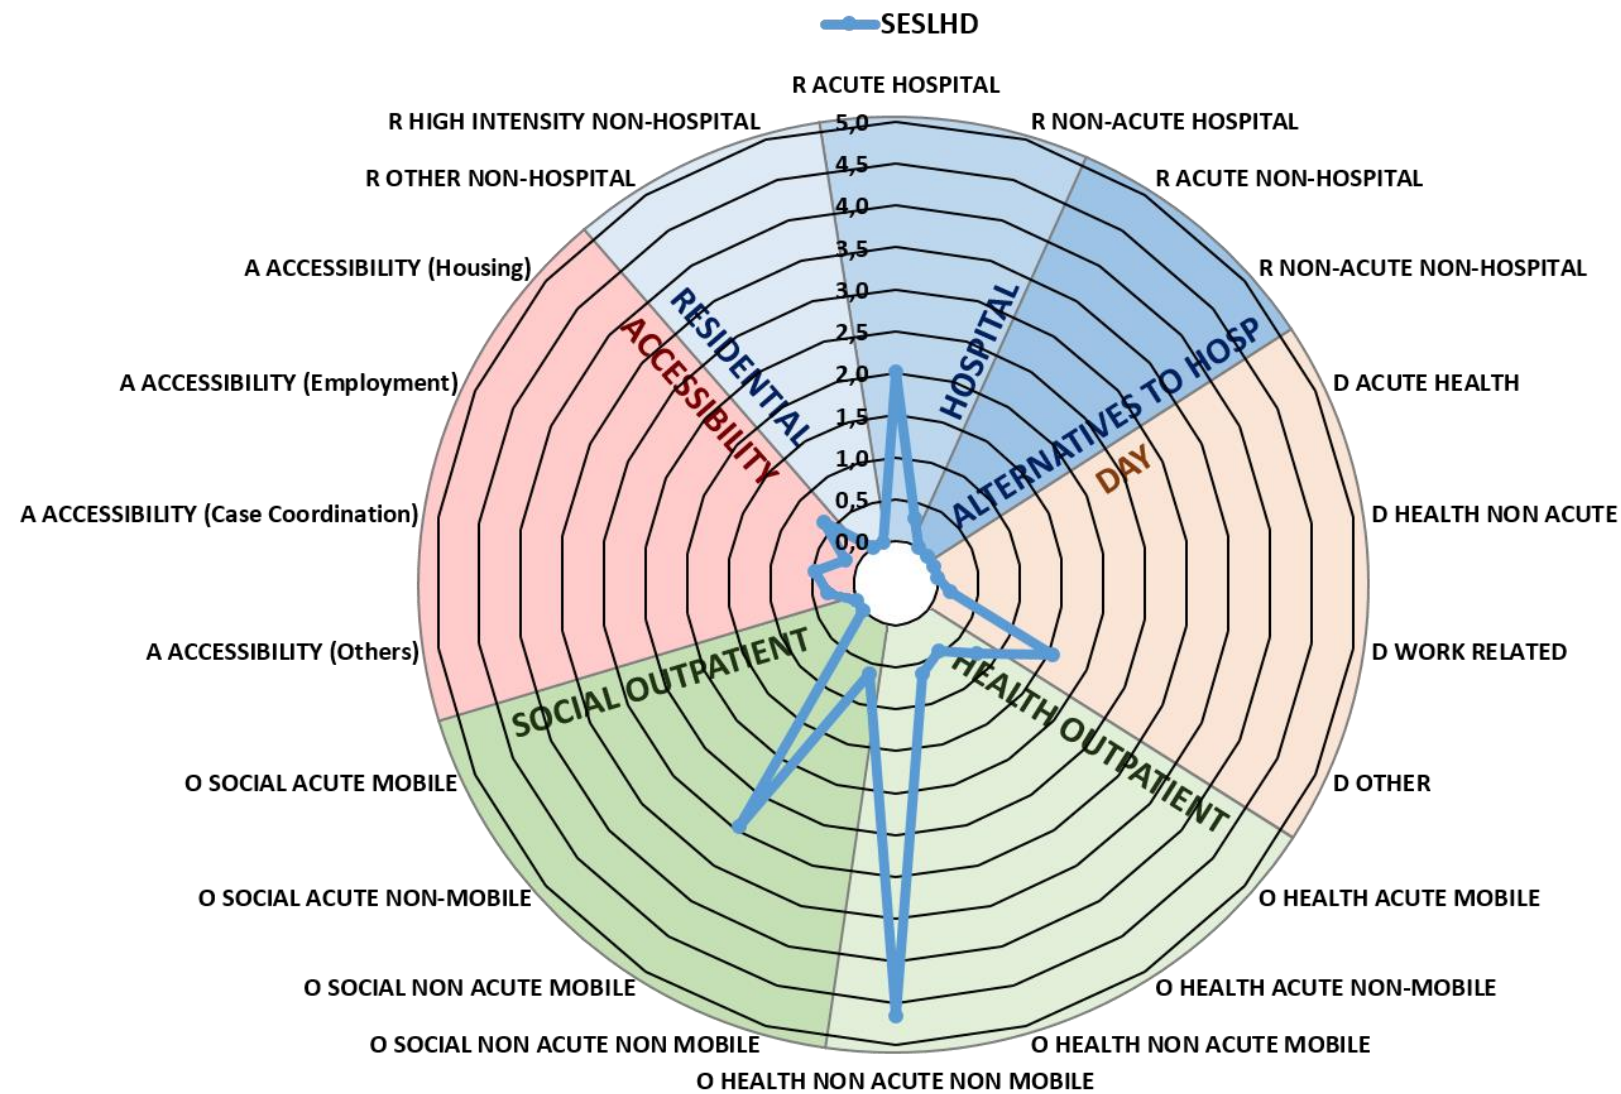 SESLHD
R ACUTE HOSPITAL
R HIGH INTENSITY NON-HOSPITAL
R NON-ACUTE HOSPITAL
R OTHER NON-HOSPITAL
R ACUTE NON-HOSPITAL
A ACCESSIBILITY (Housing)
R NON-ACUTE NON-HOSPITAL
A ACCESSIBILITY (Employment)
D ACUTE HEALTH
A ACCESSIBILITY (Case Coordination)
D HEALTH NON ACUTE
A ACCESSIBILITY (Others)
D WORK RELATED
O SOCIAL ACUTE MOBILE
D OTHER
O SOCIAL ACUTE NON-MOBILE
O HEALTH ACUTE MOBILE
O SOCIAL NON ACUTE MOBILE
O HEALTH ACUTE NON-MOBILE
O SOCIAL NON ACUTE NON MOBILE
O HEALTH NON ACUTE MOBILE
O HEALTH NON ACUTE NON MOBILE
5,0
4,5
4,0
3,5
3,0
2,5
2,0
1,5
1,0
0,5
0,0
RESIDENTIAL
HOSPITAL
ALTERNATIVES TO HOSP
DAY
ACCESSIBILITY
SOCIAL OUTPATIENT
HEALTH OUTPATIENT